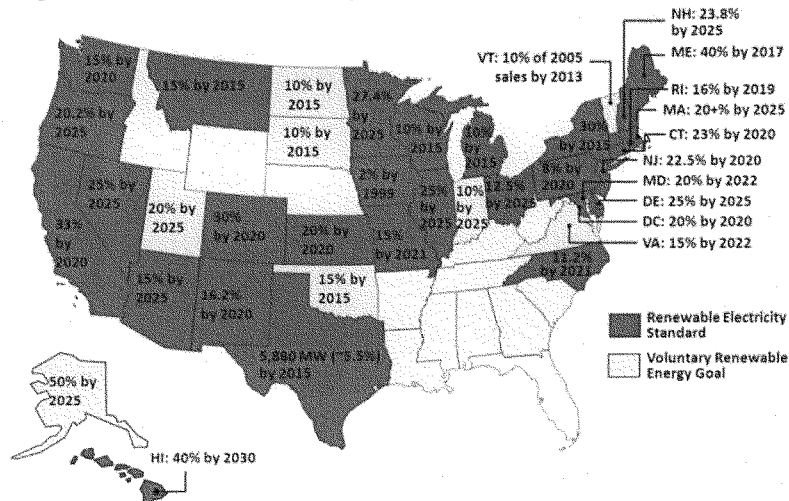 NH: 23.8%
by 2025
VT: 10% of 2005
sales by 2013
ME: 40% by 2017
RI: 16% by 2019
MA: 20+% by 2025
CT: 23% by 2020
NJ: 22.5% by 2020
MD: 20% by 2022
DE: 25% by 2025
DC: 20% by 2020
VA: 15% by 2022
15% by
2020
15% by 2015
10% by
2015
27.4%
by
2025
20.2% by
2025
10% by
2015
10% by
2015
10%
by
2015
30%
by 2015
2% by 1999
8% by
2020
25% by
2025
20% by
2025
30%
by 2020
25%
by
2025
10%
by
2025
12.5%
by 2025
33%
by
2020
20% by
2020
15%
by 2021
15% by
2025
16.2%
by 2020
15% by
2015
by 2021
5,880 MW (~5.5%)
by 2015
50% by
2025
HI: 40% by 2030
Renewable Electricity
Standard
Voluntary Renewable
Energy Goal